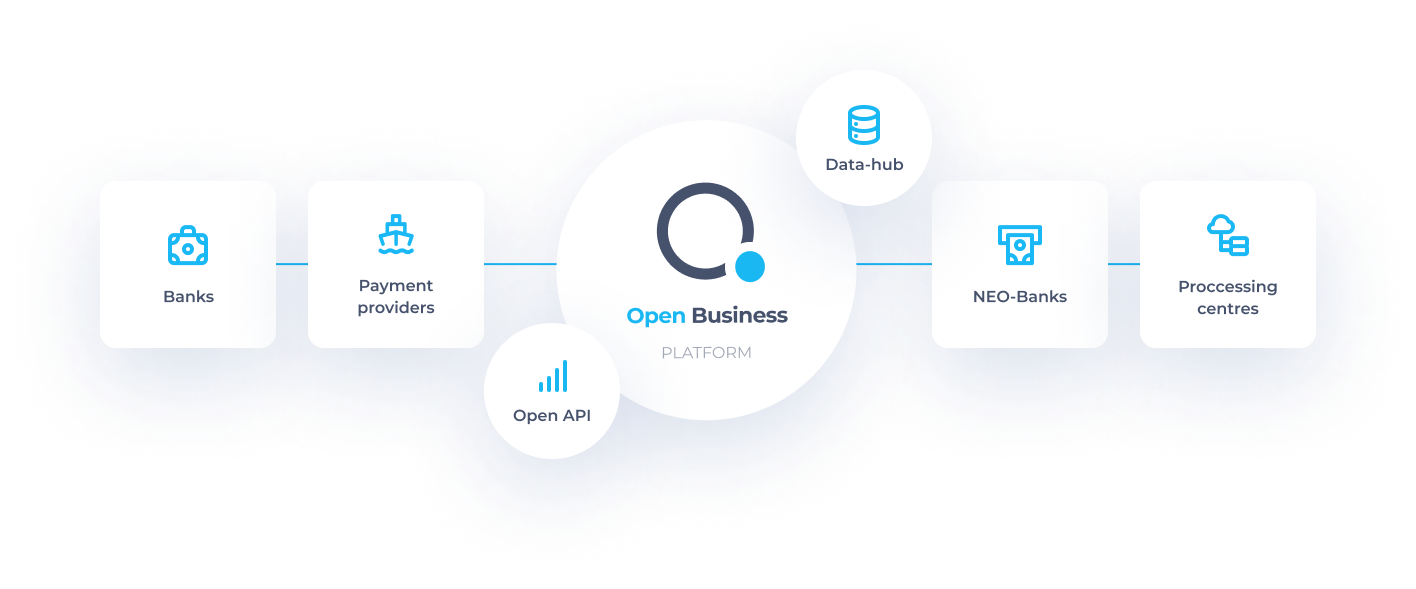 Data-hub
Banks
Payment
providers
Open Business
PLATFORM
NEO-Banks
Proccessing
centres
Open API